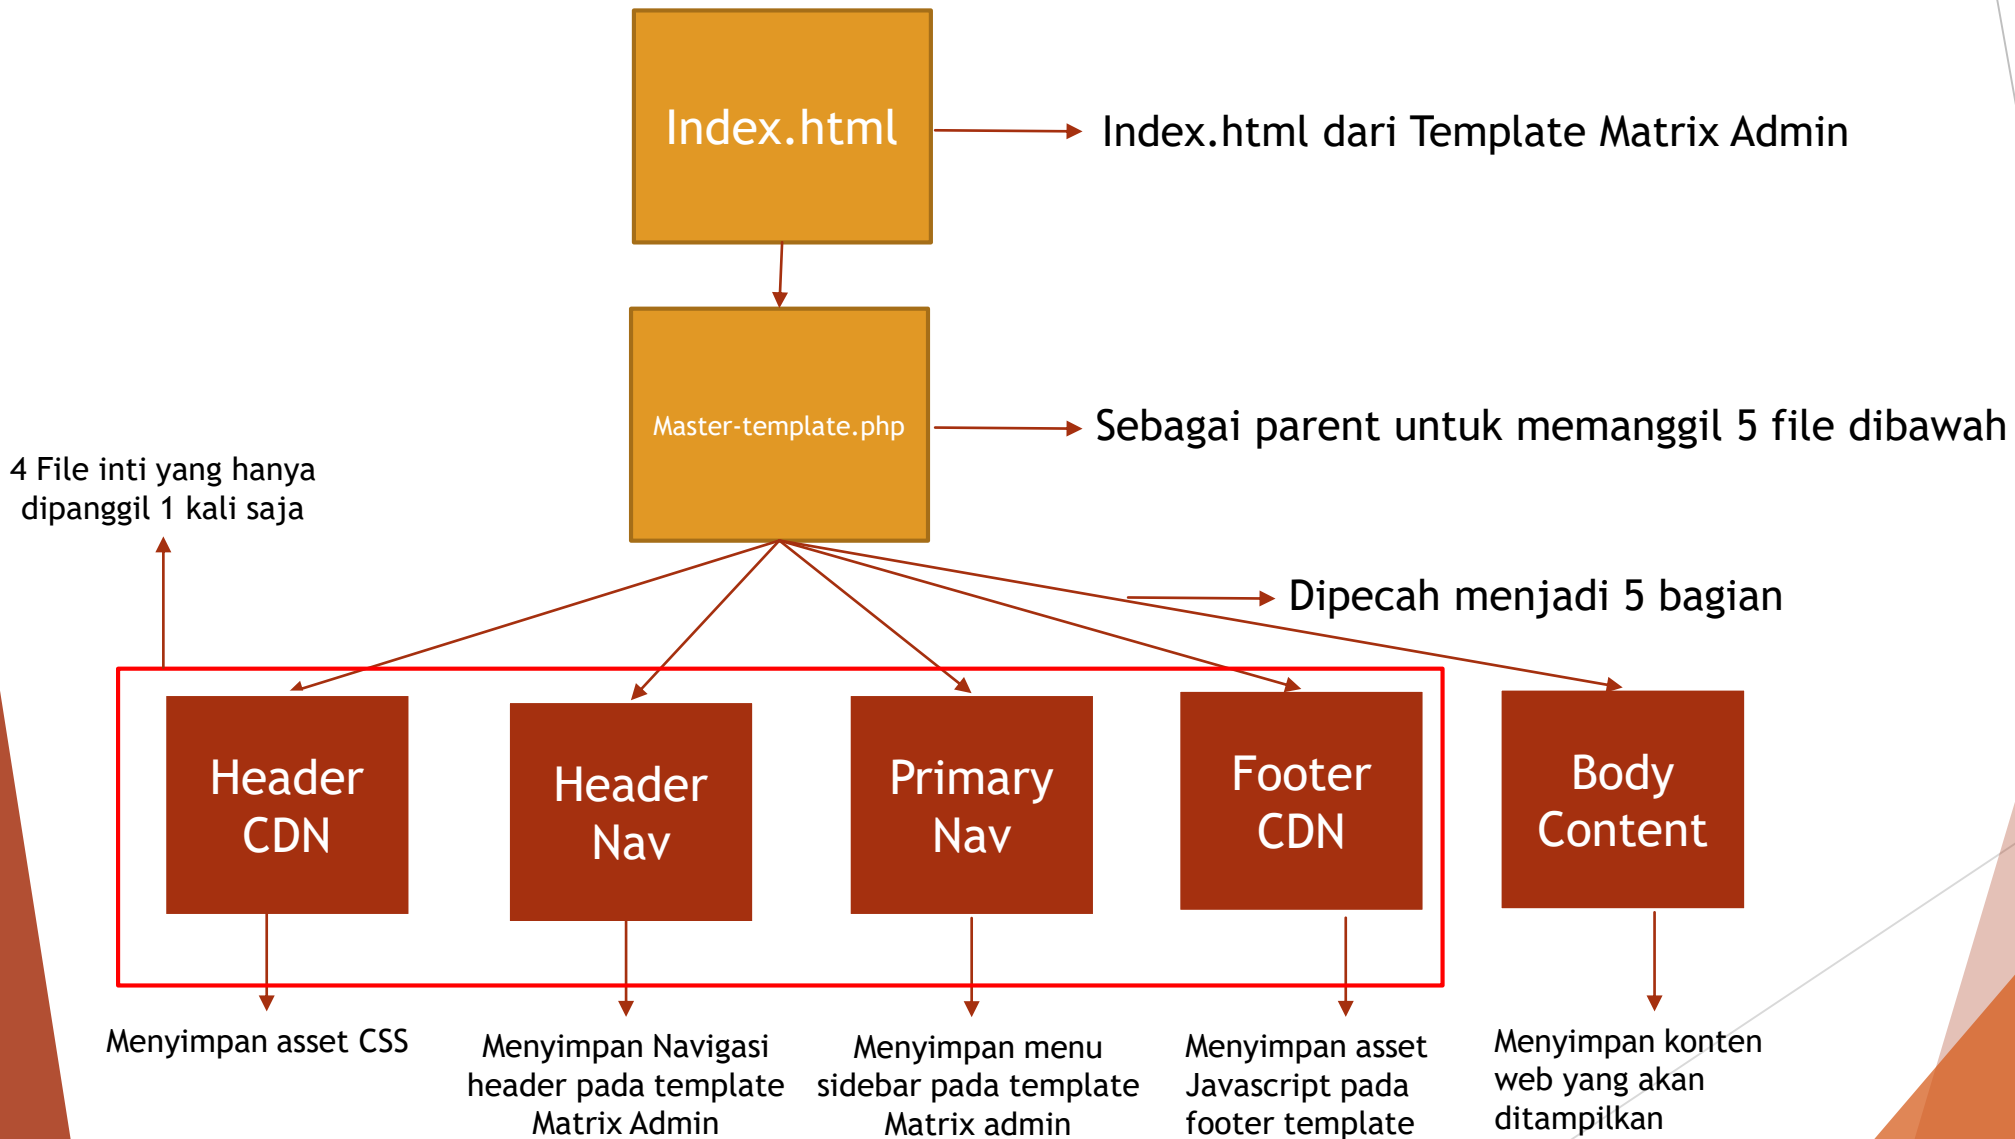 Index.html
Index.html dari Template Matrix Admin
Master-template.php
Sebagai parent untuk memanggil 5 file dibawah
4 File inti yang hanya
dipanggil 1 kali saja
Dipecah menjadi 5 bagian
Header
CDN
Header
Nav
Primary
Nav
Footer
CDN
Body
Content
Menyimpan asset CSS
Menyimpan Navigasi
header pada template
Matrix Admin
Menyimpan menu
sidebar pada template
Matrix admin
Menyimpan asset
Javascript pada
footer template
Menyimpan konten
web yang akan
ditampilkan